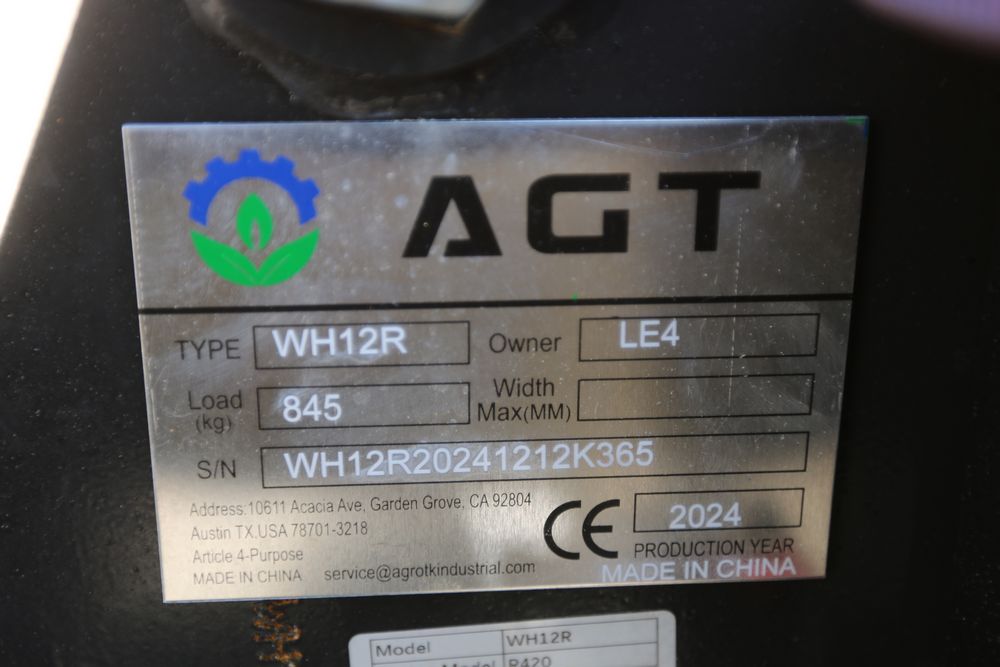 AGT
TYPE WH12R Owner LE4
Load (kg) 845 Width Max(MM)
S/N WH12R20241212K365
Address:10611 Acacia Ave, Garden Grove, CA 92804
Austin TX.USA 78701-3218
Article 4-Purpose
MADE IN CHINA service@agrotkindustrial.com
CE 2024
PRODUCTION YEAR
MADE IN CHINA
Model WH12R
Model R420